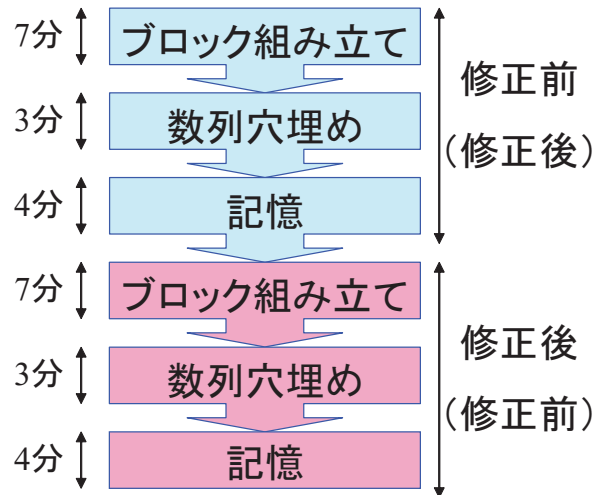 7分
ブロック組み立て
3分
数列穴埋め
4分
記憶
修正前
(修正後)
7分
ブロック組み立て
3分
数列穴埋め
4分
記憶
修正後
(修正前)